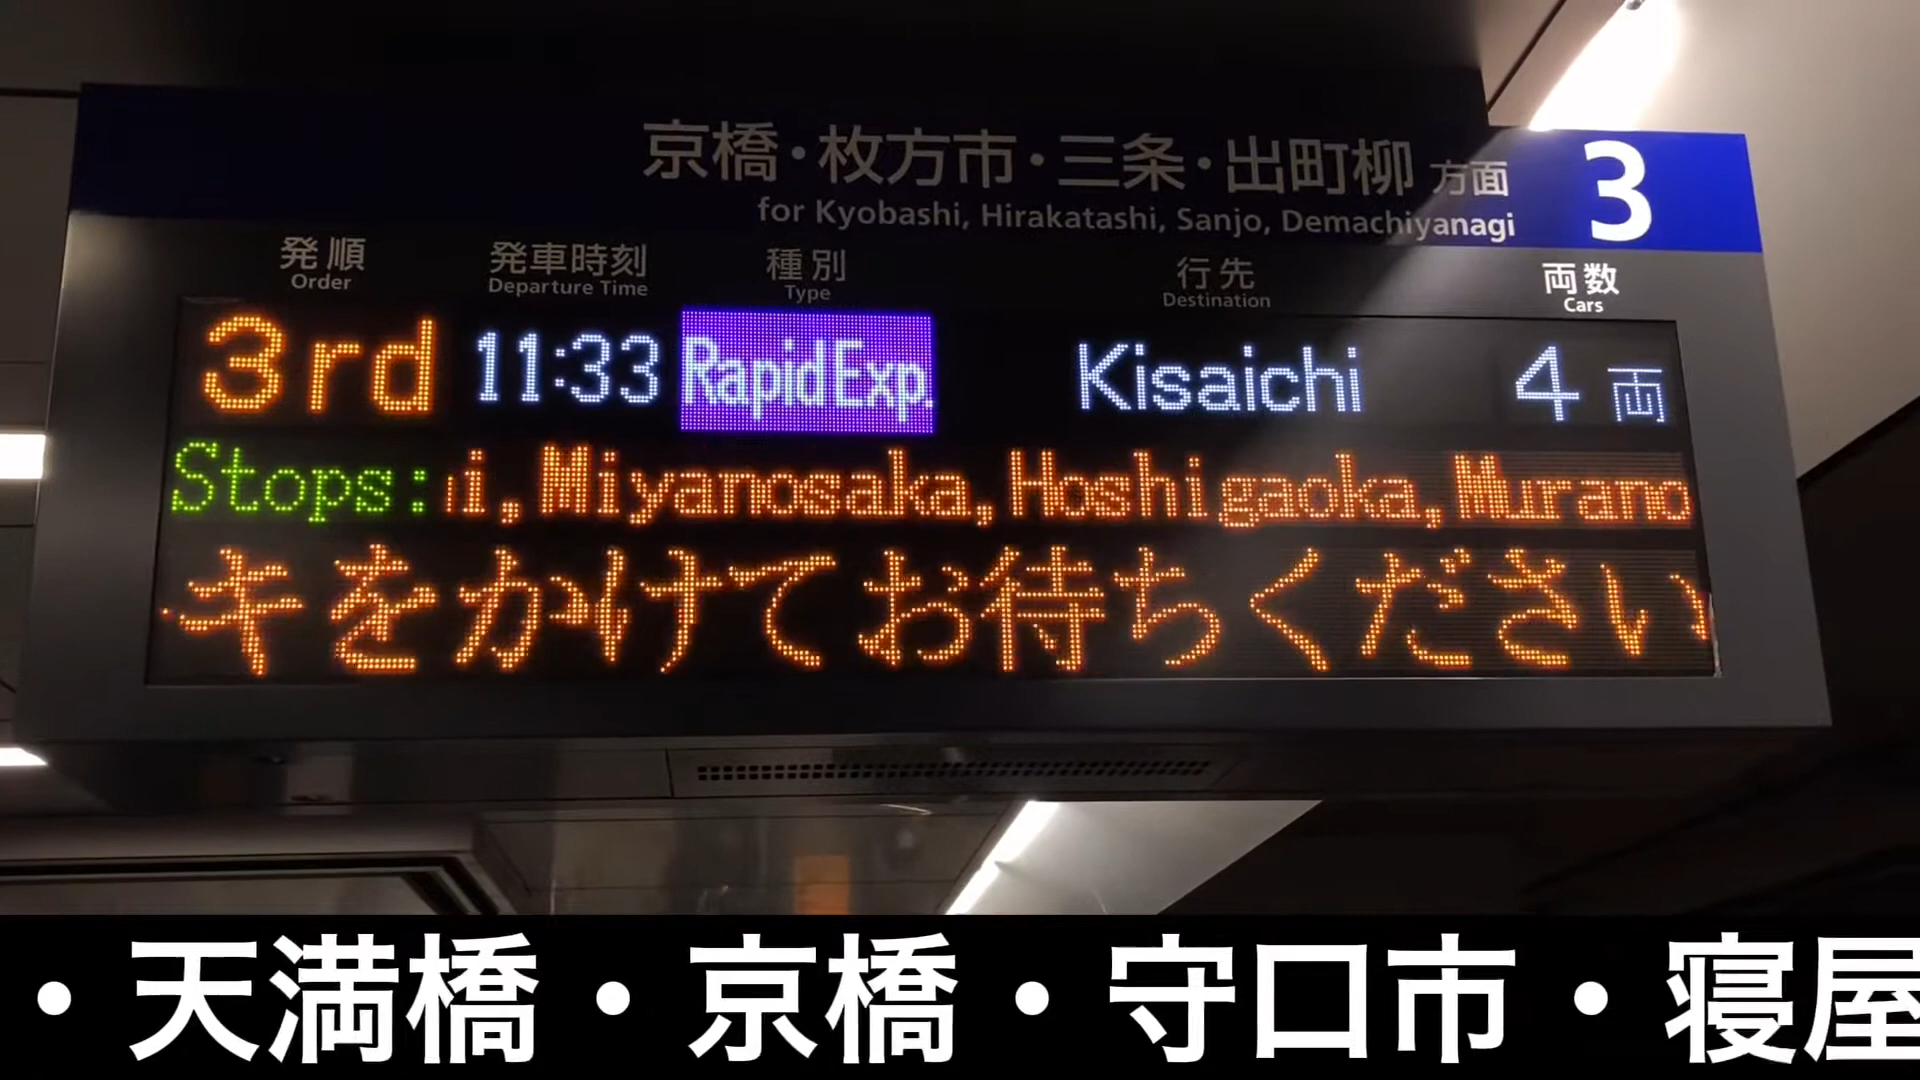 京橋・枚方市・三条・出町柳 方面 3
for Kyobashi, Hirakatashi, Sanjo, Demachiyanagi
発順 発車時刻 種別 行先 両数
Order Departure Time Type Destination Cars
3rd 11:33 RapidExp. Kisaichi 4両
Stops: i,Miyanosaka,Hoshigaoka,Murano
キをかけてお待ちください
・天満橋・京橋・守口市・寝屋